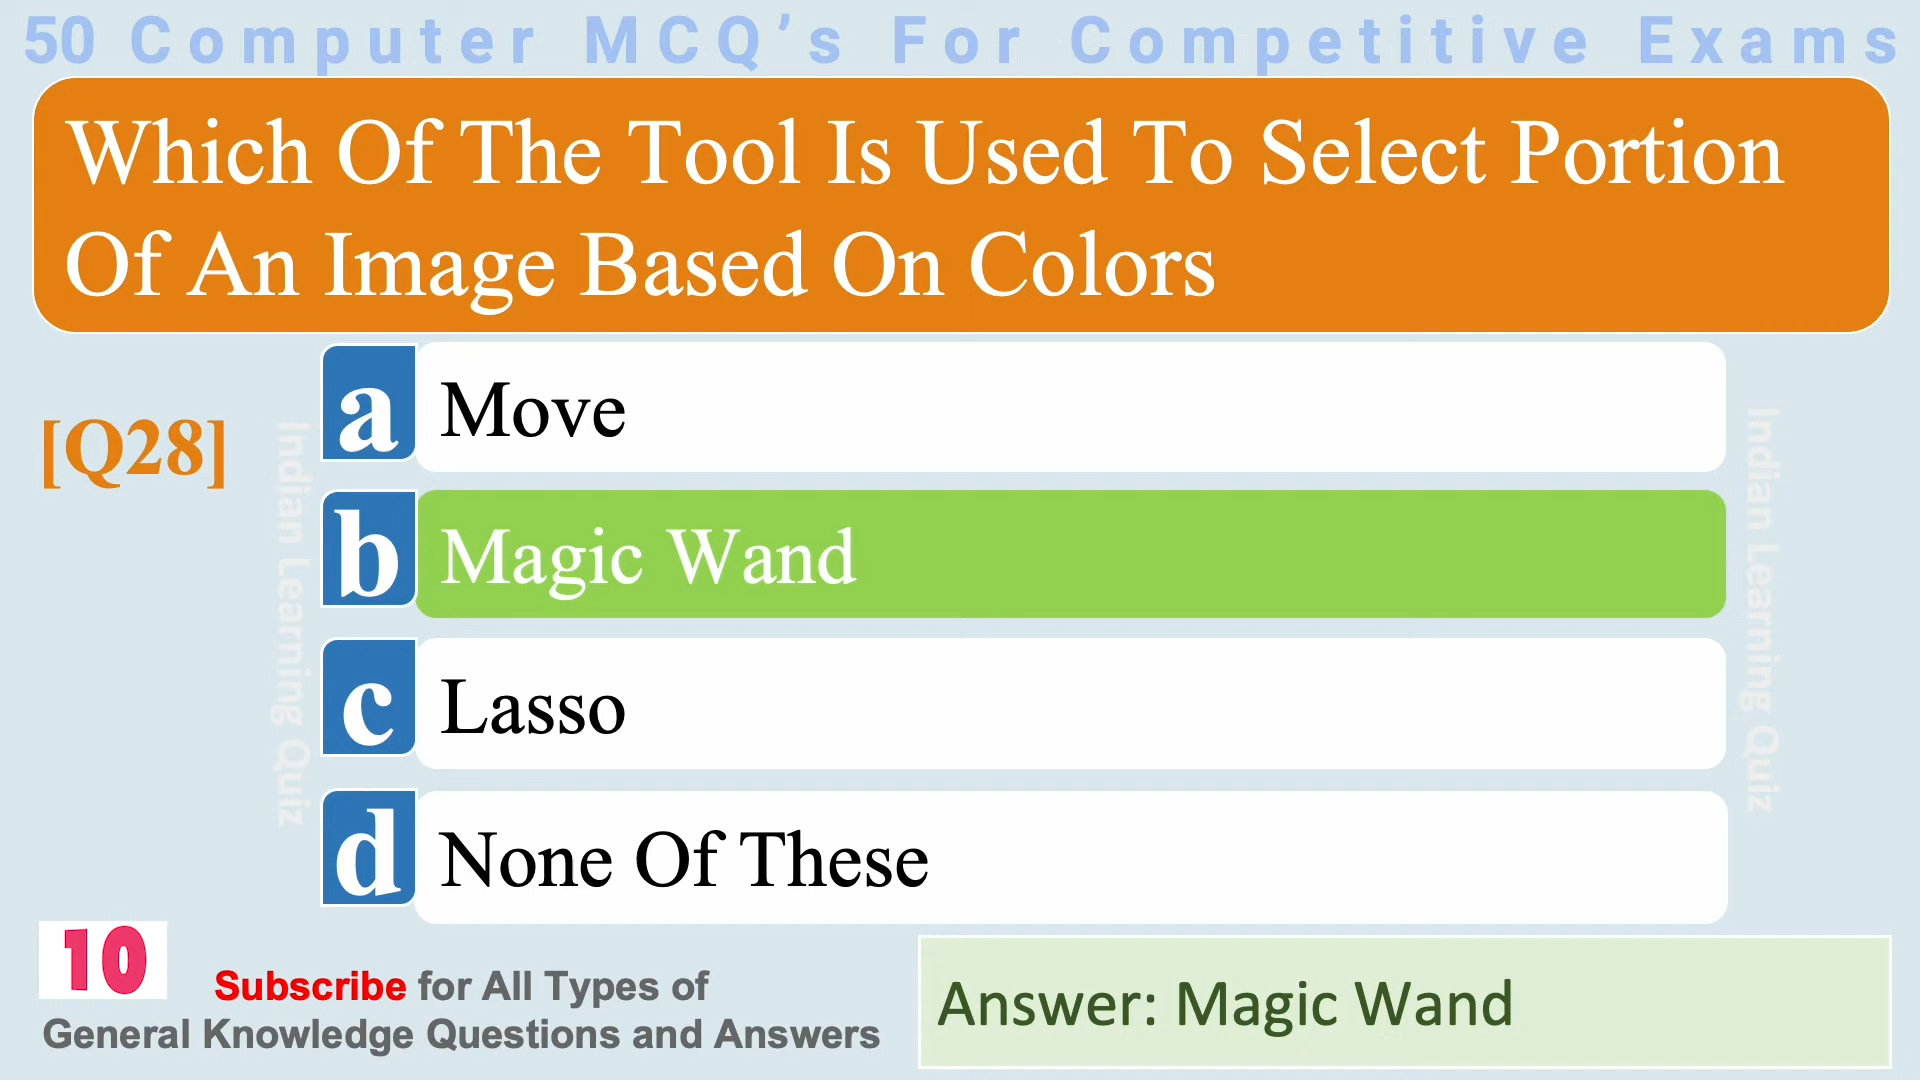 50 Computer MCQ’s For Competitive Exams
Which Of The Tool Is Used To Select Portion
Of An Image Based On Colors
[Q28]
a Move
b Magic Wand
c Lasso
d None Of These
Indian Learning Quiz
Indian Learning Quiz
10
Subscribe for All Types of
General Knowledge Questions and Answers
Answer: Magic Wand